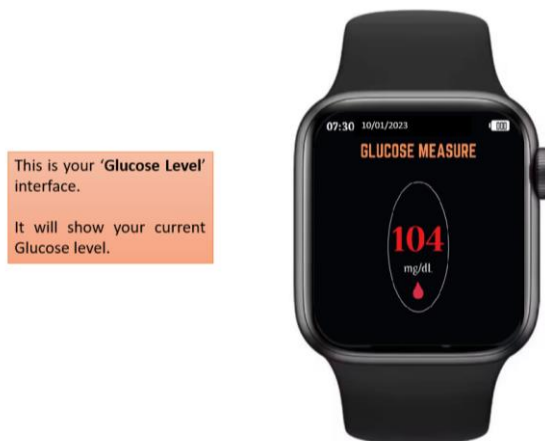 This is your ‘Glucose Level’
interface.
It will show your current
Glucose level.
07:30 10/01/2023
GLUCOSE MEASURE
104
mg/dL